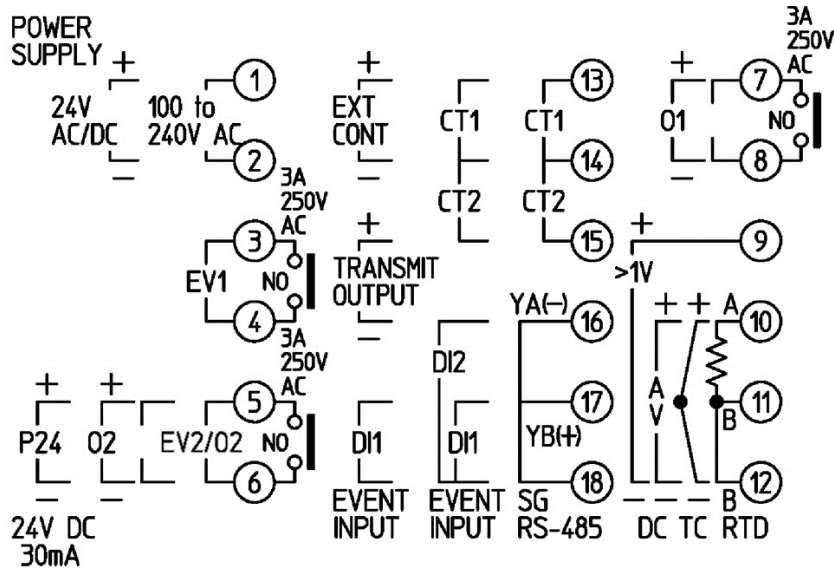 POWER
SUPPLY
+ + + 3A
250V
AC
1 13 7
24V
AC/DC
100 to
240V AC
EXT
CONT
CT1 CT1 O1 NO
2 14 8
− − −
3A
250V
AC
CT2 CT2
3 + 15 + 9
EV1 NO TRANSMIT
OUTPUT
>1V
4 − YA(−) 16 + + A 10
3A
250V
AC
DI2
+ + 5 17 A
V
B 11
P24 O2 EV2/O2 NO DI1 DI1 YB(+)
6 18 12
− − − − − B
24V DC
30mA
EVENT
INPUT
EVENT
INPUT
SG
RS-485
DC TC RTD